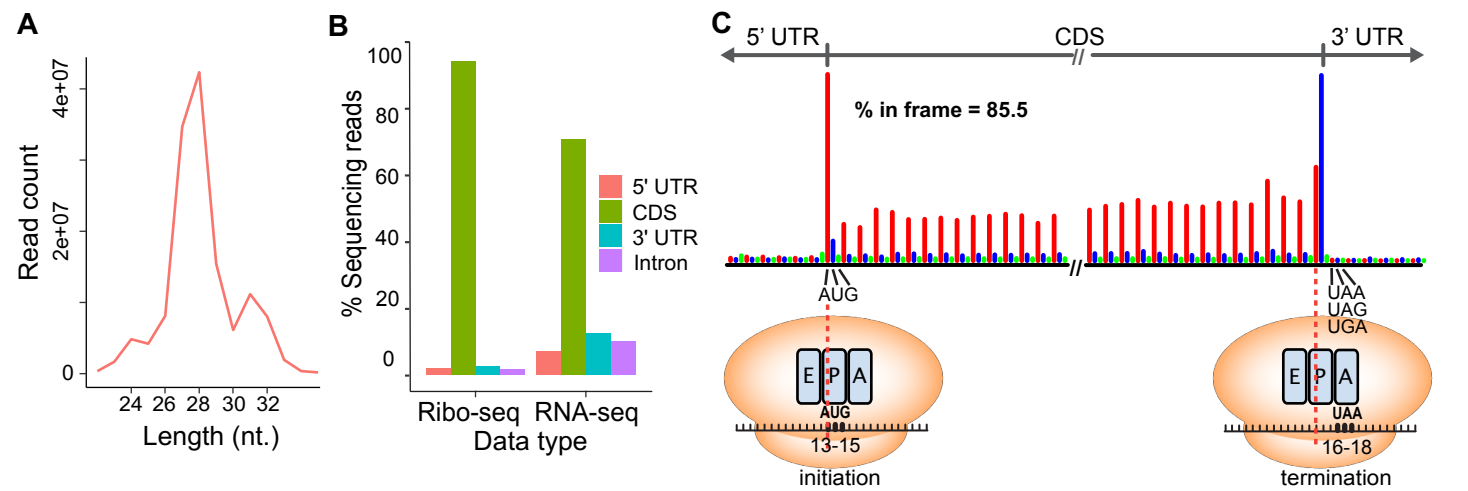 A
Read count
4e+07
2e+07
0
24 26 28 30 32
Length (nt.)
B
% Sequencing reads
100
80
60
40
20
0
Ribo-seq RNA-seq
Data type
5' UTR
CDS
3' UTR
Intron
C
5’ UTR CDS 3’ UTR
//
% in frame = 85.5
//
AUG
UAA
UAG
UGA
E P A
AUG
13-15
initiation
E P A
UAA
16-18
termination